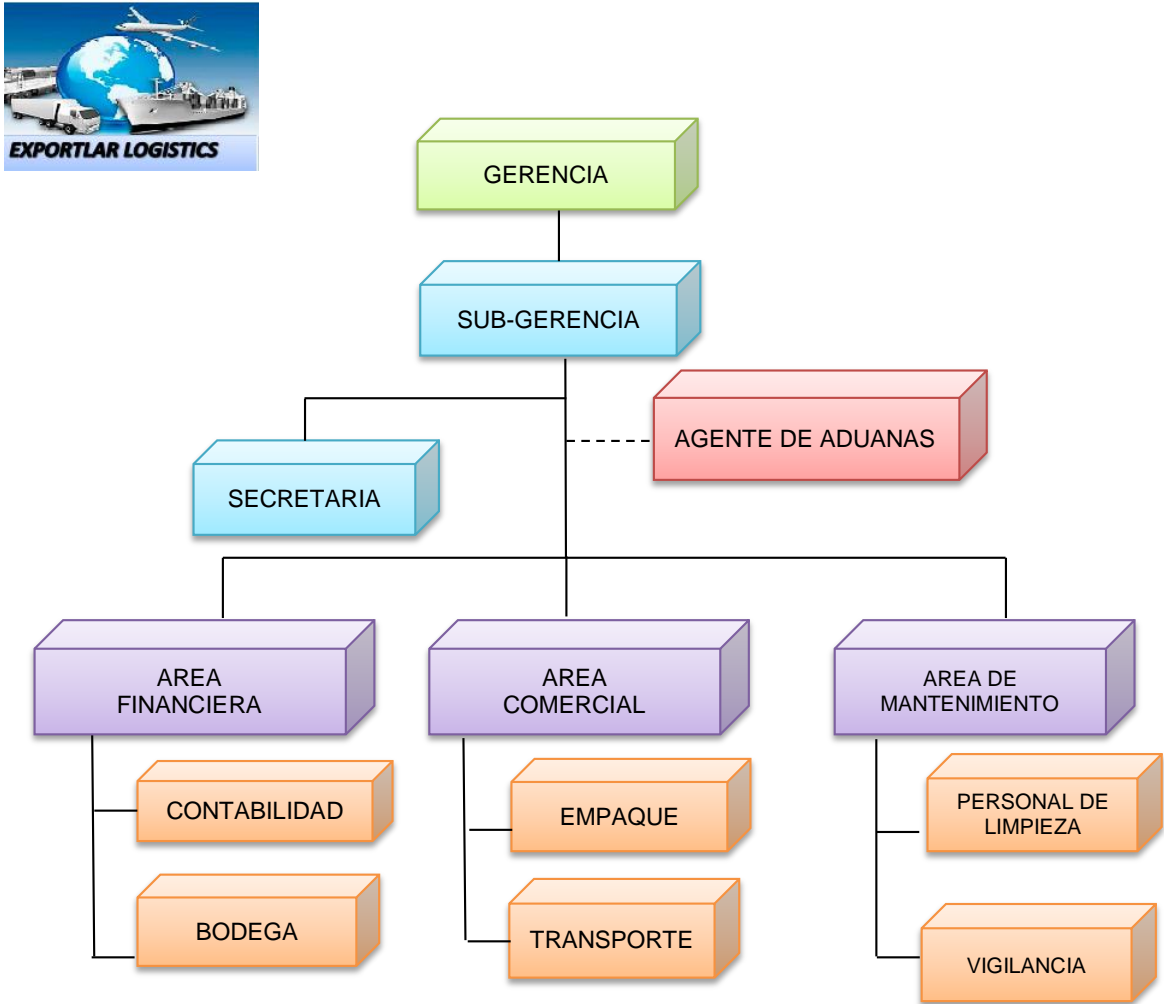 EXPORTLAR LOGISTICS
GERENCIA
SUB-GERENCIA
AGENTE DE ADUANAS
SECRETARIA
AREA
FINANCIERA
AREA
COMERCIAL
AREA DE
MANTENIMIENTO
CONTABILIDAD
EMPAQUE
PERSONAL DE
LIMPIEZA
BODEGA
TRANSPORTE
VIGILANCIA